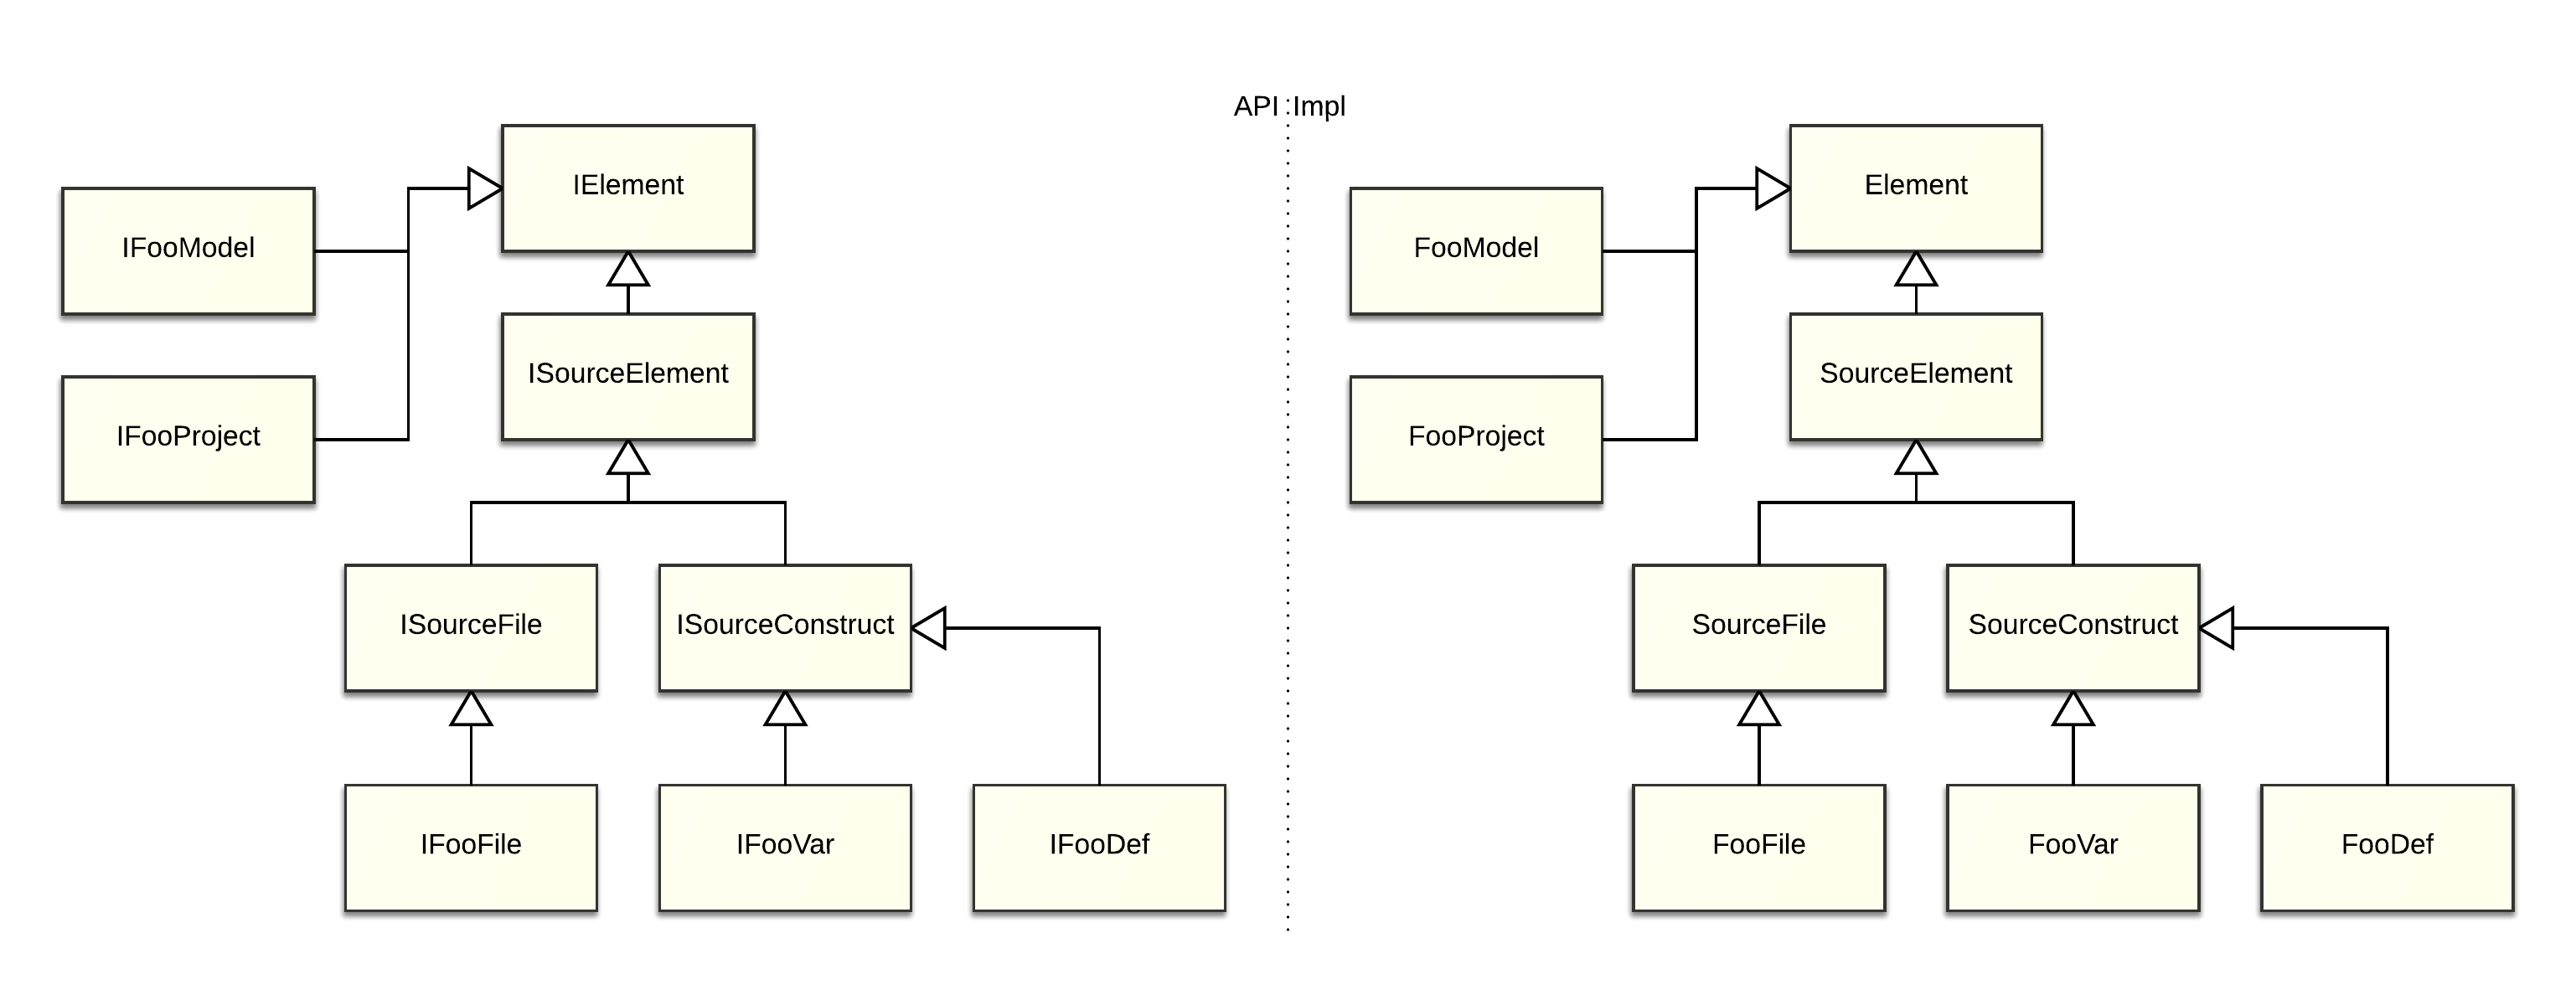 API : Impl
IElement
IFooModel
ISourceElement
IFooProject
ISourceFile
ISourceConstruct
IFooFile
IFooVar
IFooDef
Element
FooModel
SourceElement
FooProject
SourceFile
SourceConstruct
FooFile
FooVar
FooDef